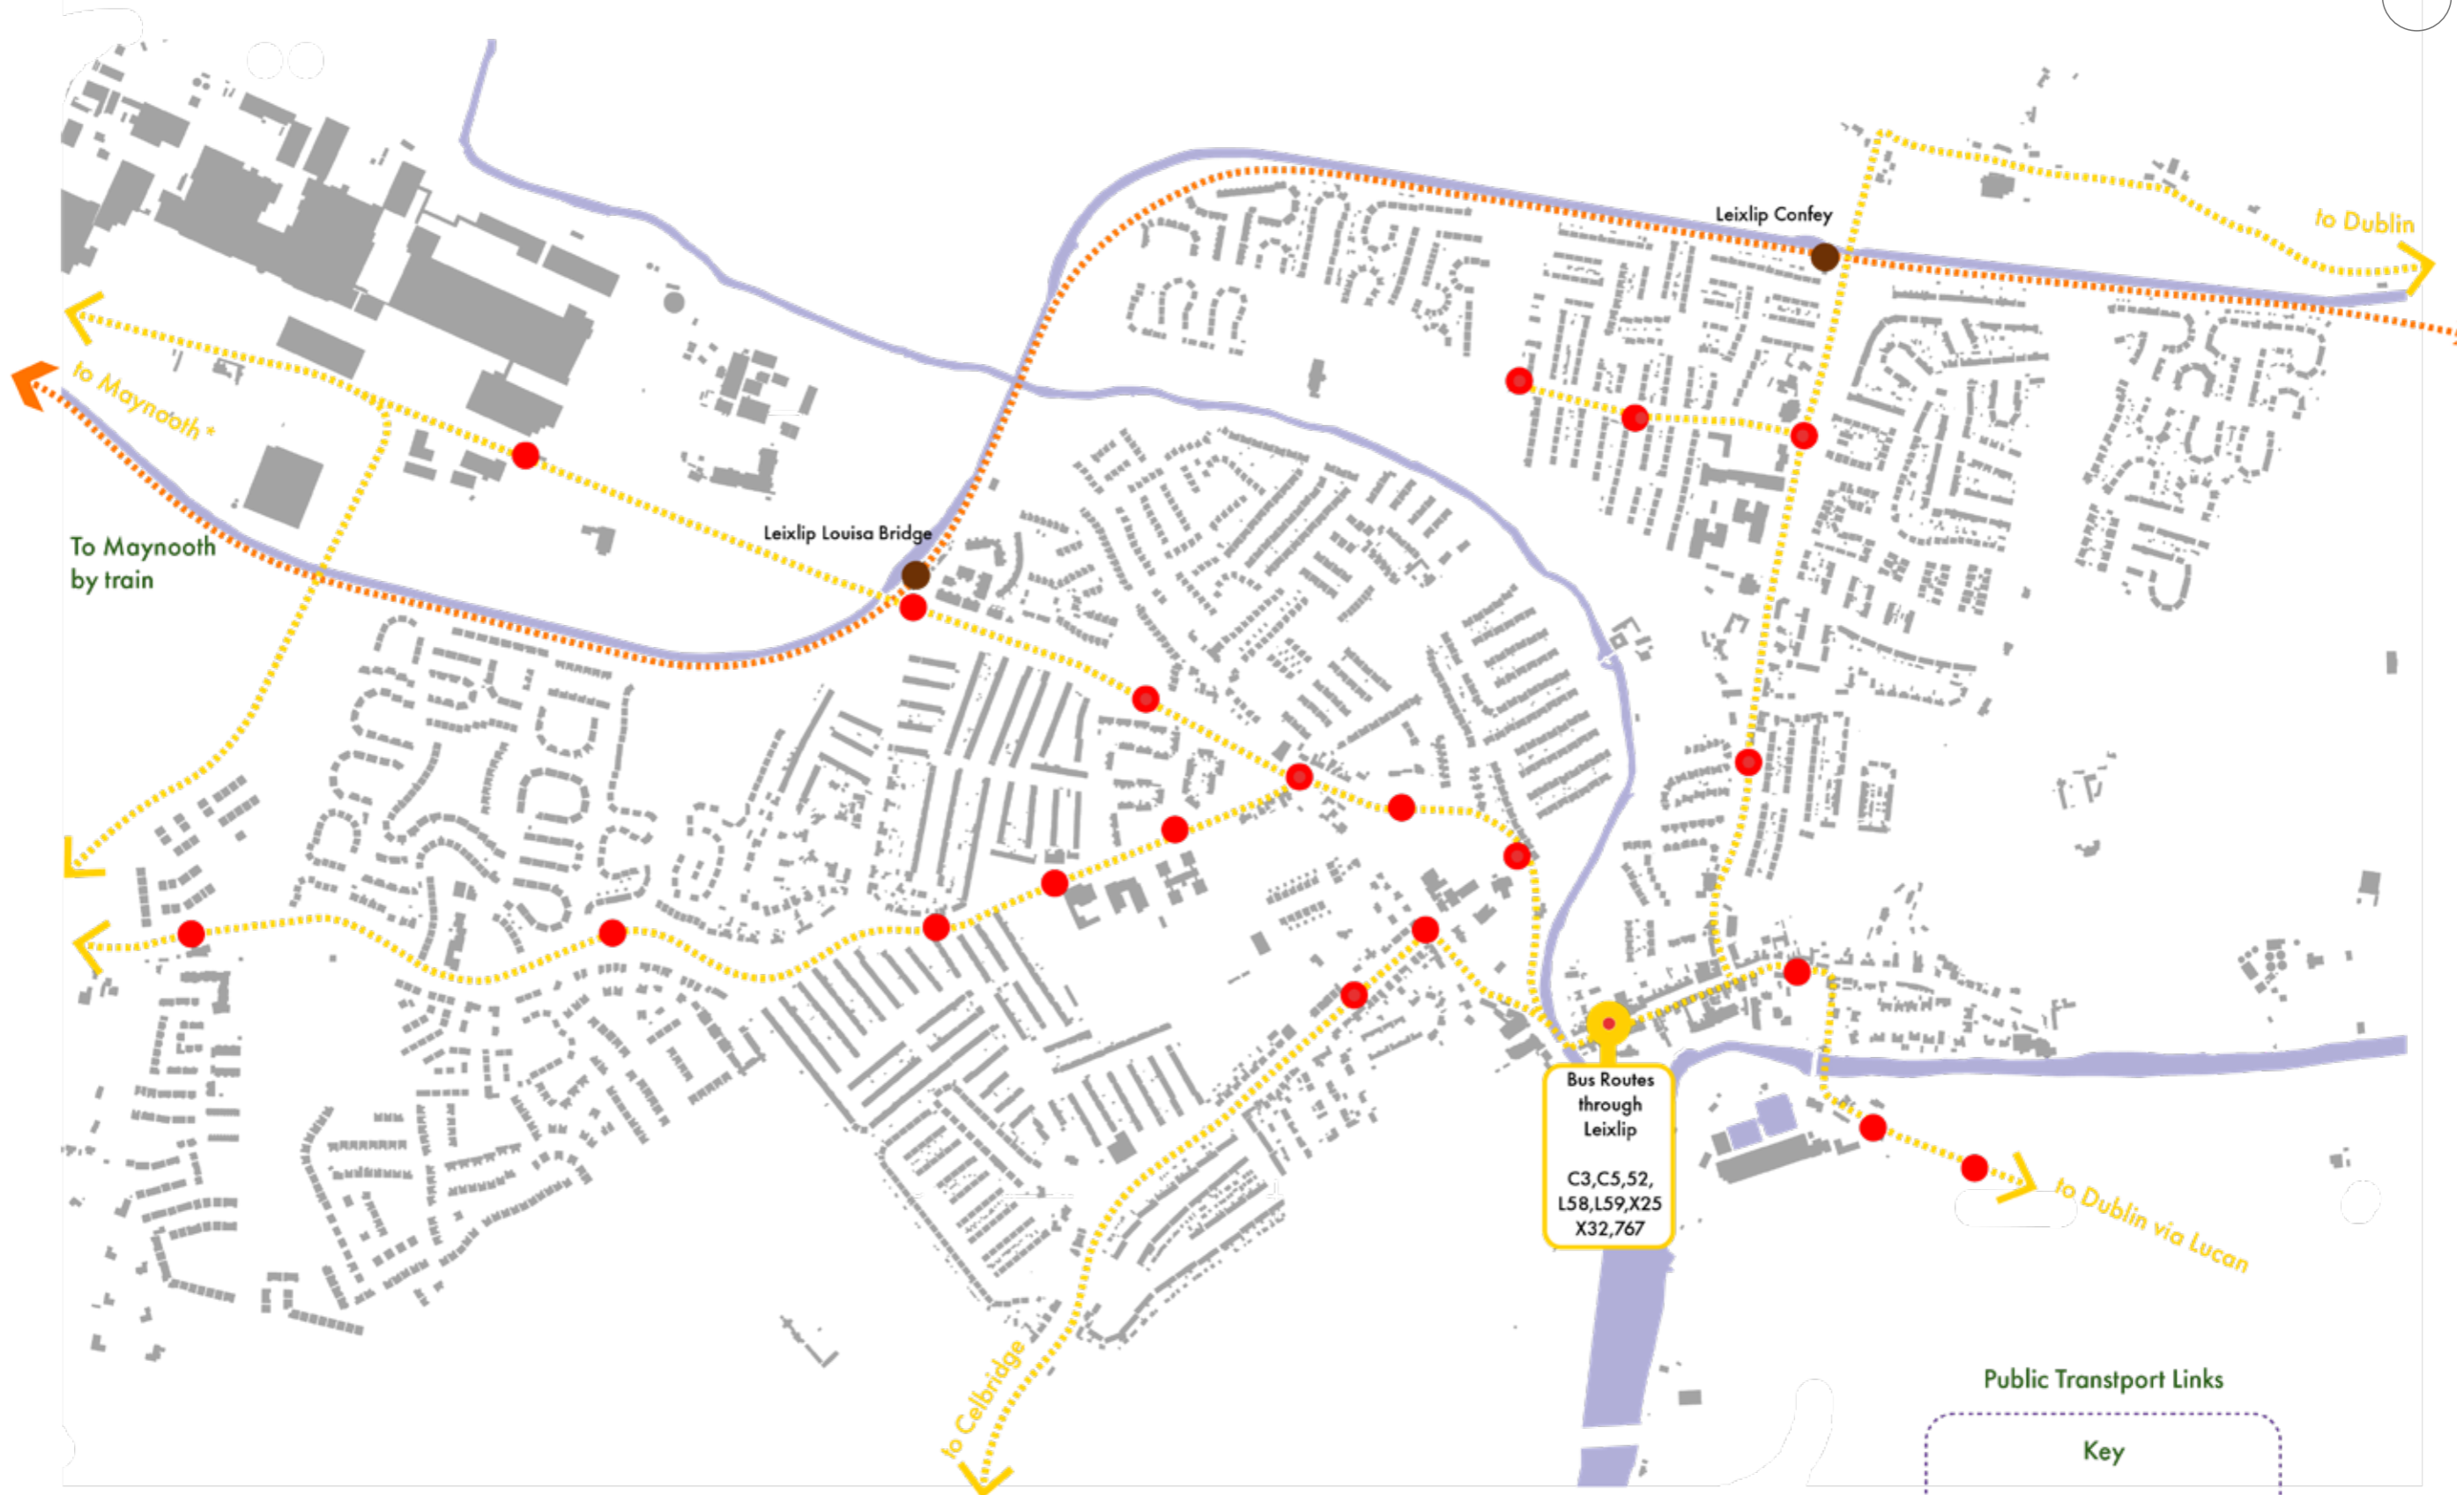 Leixlip Confey
to Dublin
to Maynooth *
Leixlip Louisa Bridge
To Maynooth
by train
Bus Routes
through
Leixlip
C3,C5,52,
L58,L59,X25
X32,767
to Dublin via Lucan
to Celbridge
Public Transtport Links
Key